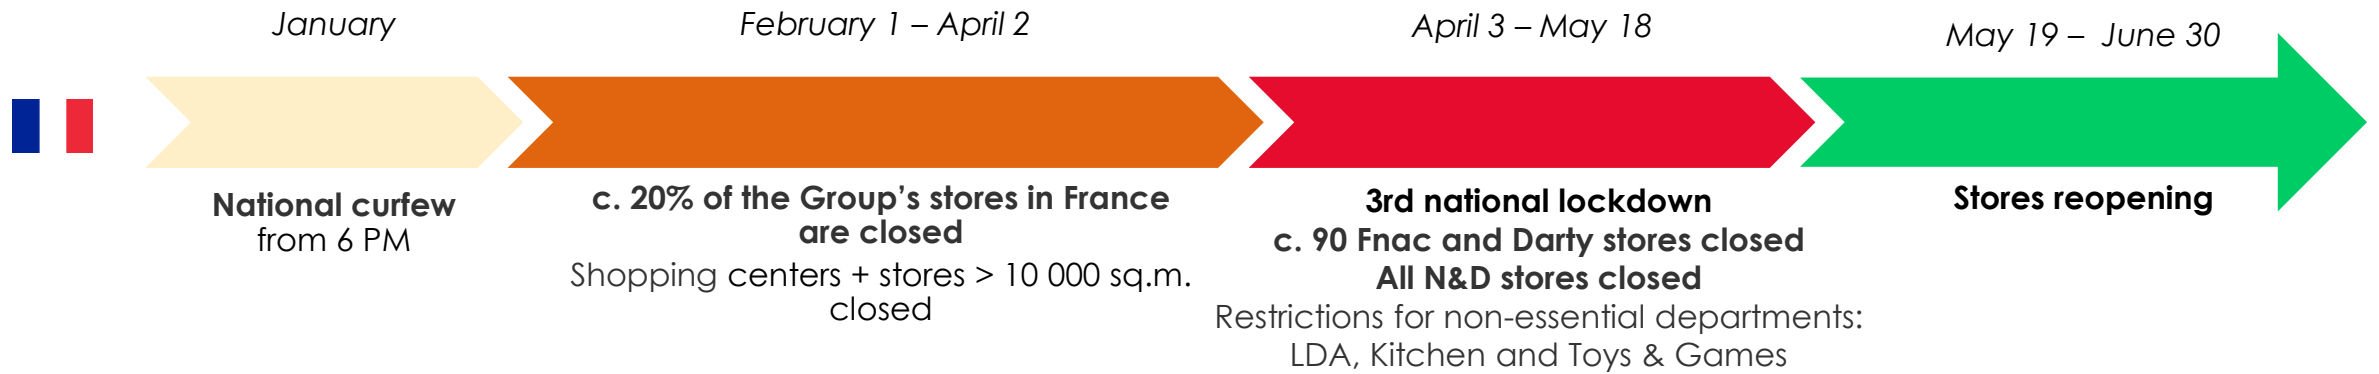 January
National curfew
from 6 PM
February 1 – April 2
c. 20% of the Group's stores in France
are closed
Shopping centers + stores > 10 000 sq.m.
closed
April 3 – May 18
3rd national lockdown
c. 90 Fnac and Darty stores closed
All N&D stores closed
Restrictions for non-essential departments:
LDA, Kitchen and Toys & Games
May 19 – June 30
Stores reopening